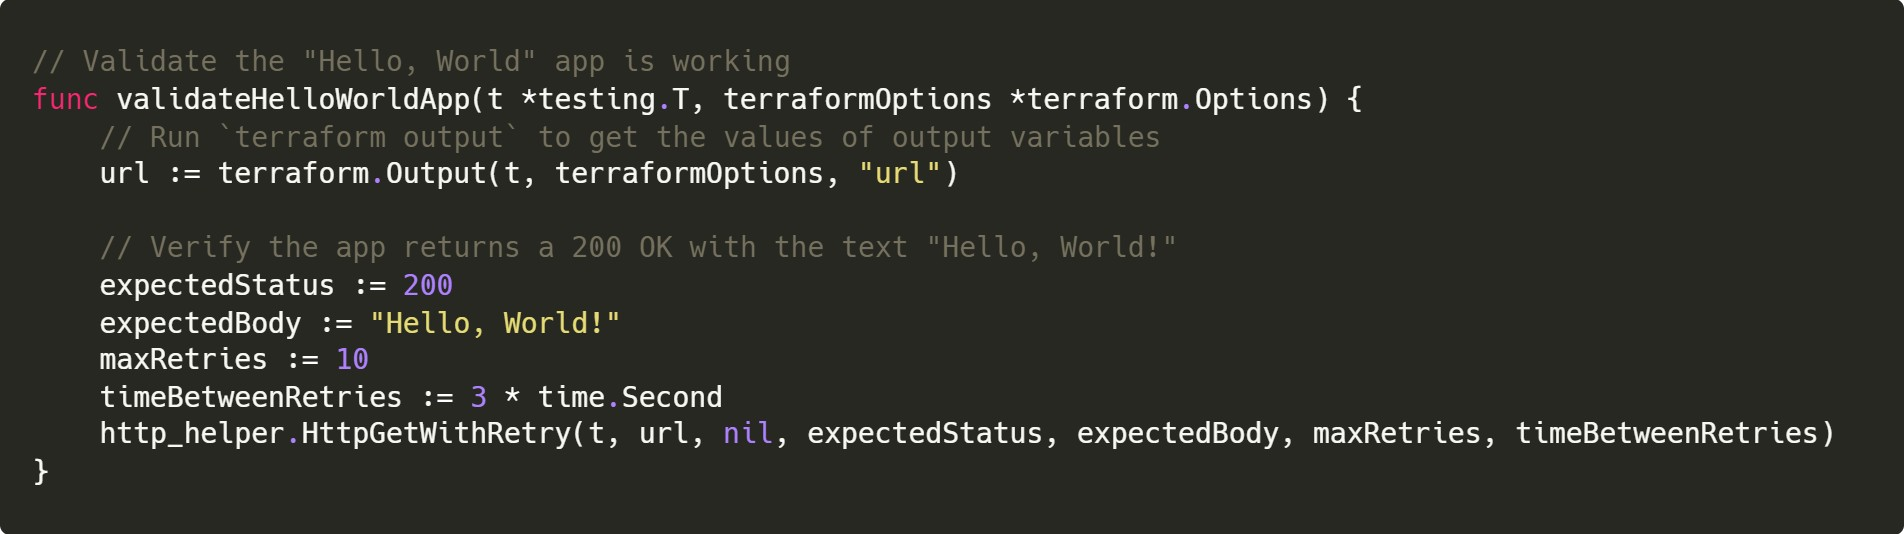 // Validate the "Hello, World" app is working
func validateHelloWorldApp(t *testing.T, terraformOptions *terraform.Options) {
    // Run `terraform output` to get the values of output variables
    url := terraform.Output(t, terraformOptions, "url")

    // Verify the app returns a 200 OK with the text "Hello, World!"
    expectedStatus := 200
    expectedBody := "Hello, World!"
    maxRetries := 10
    timeBetweenRetries := 3 * time.Second
    http_helper.HttpGetWithRetry(t, url, nil, expectedStatus, expectedBody, maxRetries, timeBetweenRetries)
}